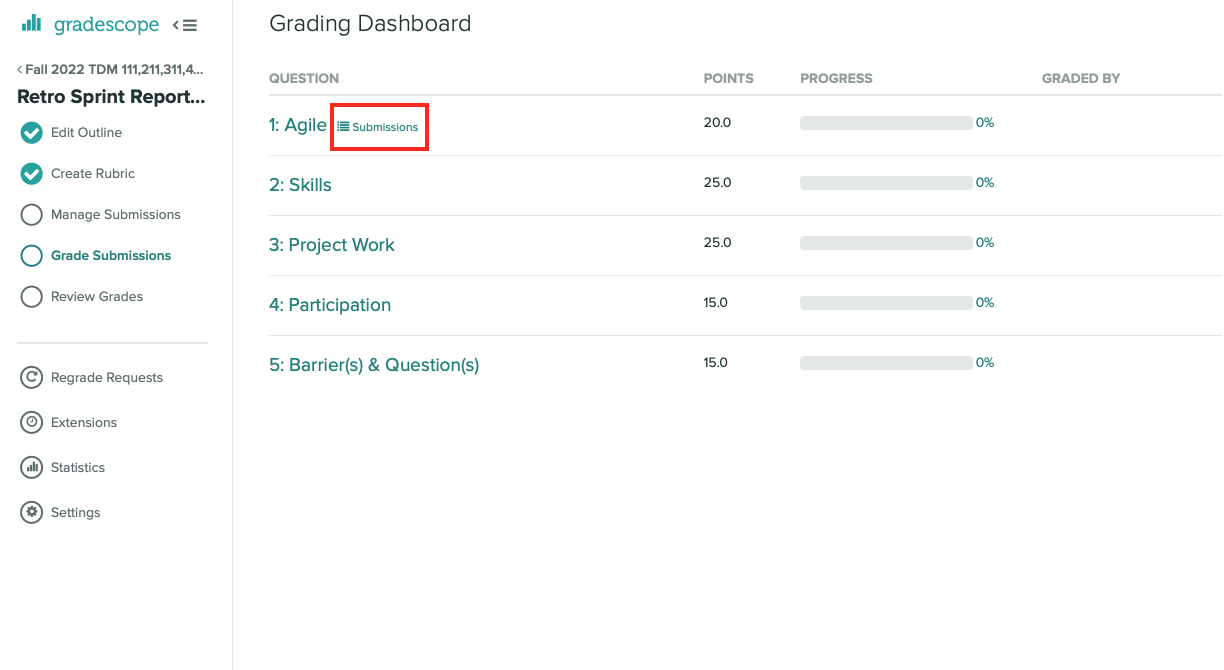 gradescope
Fall 2022 TDM 111,211,311,4...
Retro Sprint Report...
Edit Outline
Create Rubric
Manage Submissions
Grade Submissions
Review Grades
Regrade Requests
Extensions
Statistics
Settings
Grading Dashboard
QUESTION POINTS PROGRESS GRADED BY
1: Agile Submissions 20.0 0%
2: Skills 25.0 0%
3: Project Work 25.0 0%
4: Participation 15.0 0%
5: Barrier(s) & Question(s) 15.0 0%